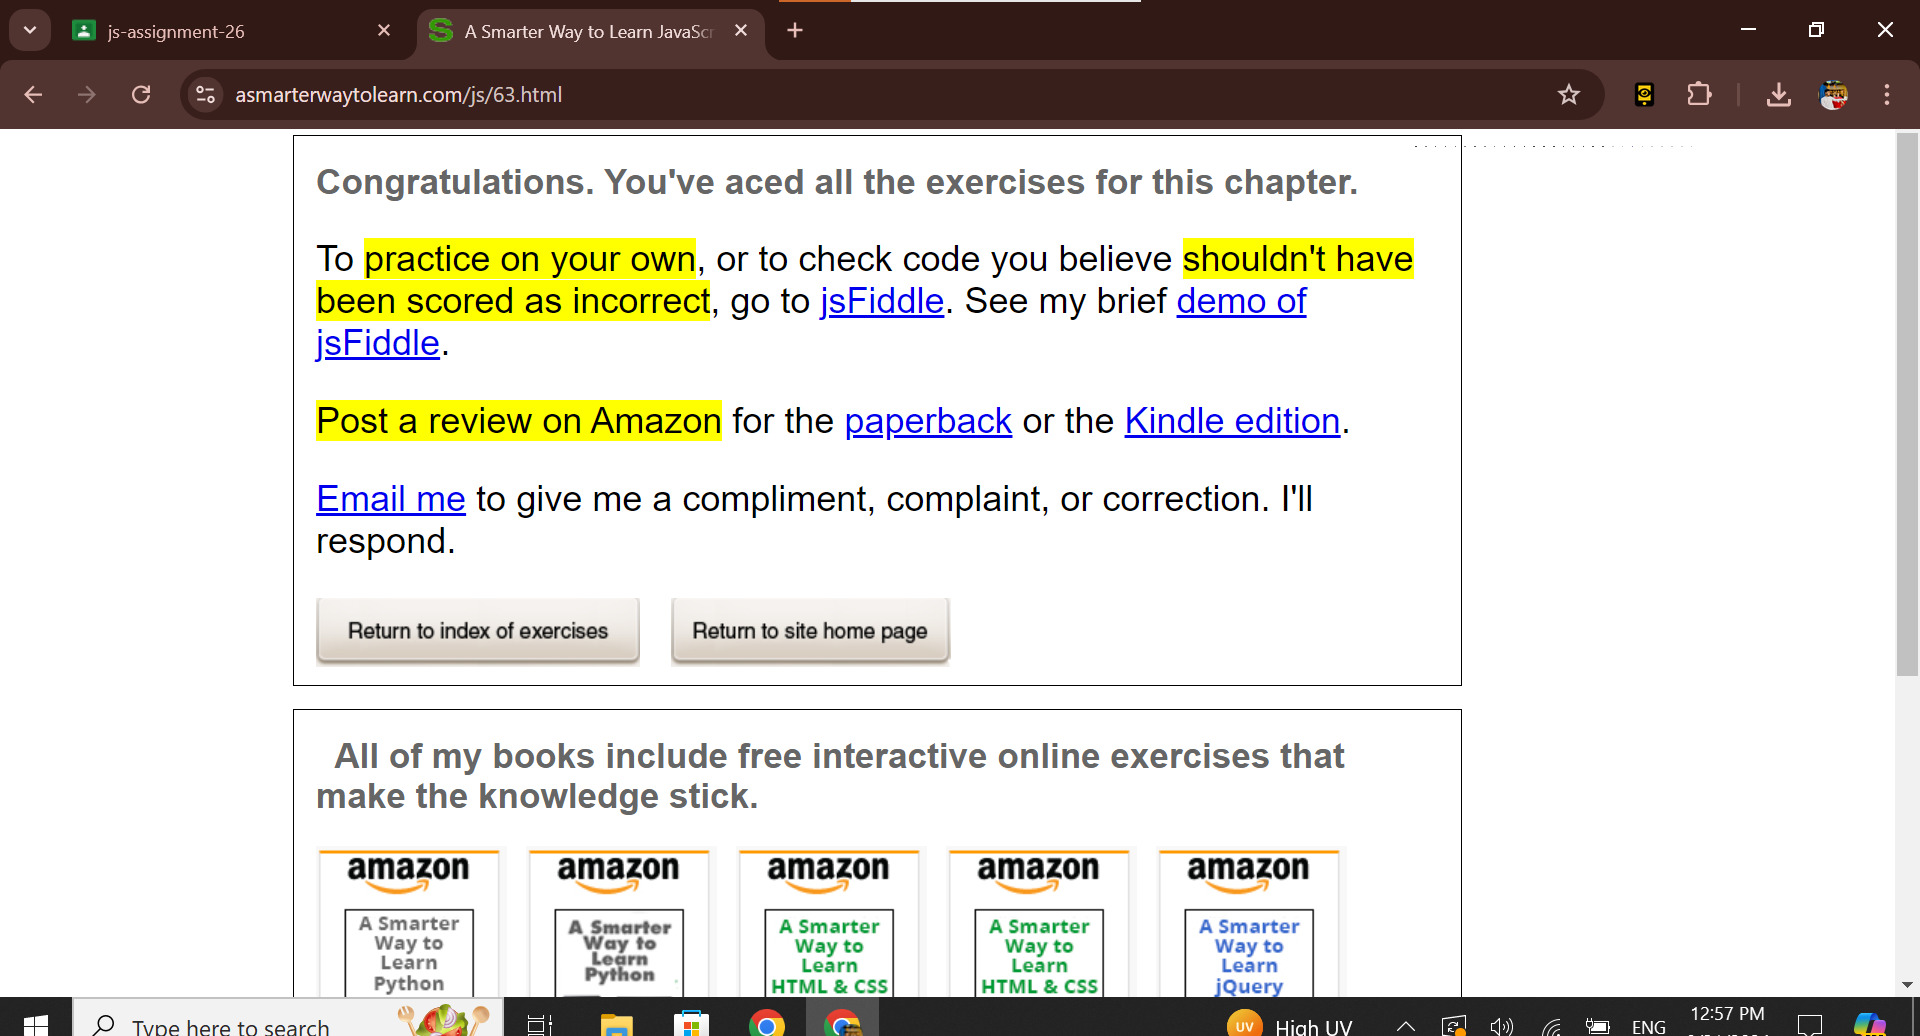 js-assignment-26
A Smarter Way to Learn JavaScr
asmarterwaytolearn.com/js/63.html
Congratulations. You've aced all the exercises for this chapter.
To practice on your own, or to check code you believe shouldn't have
been scored as incorrect, go to jsFiddle. See my brief demo of
jsFiddle.
Post a review on Amazon for the paperback or the Kindle edition.
Email me to give me a compliment, complaint, or correction. I'll
respond.
Return to index of exercises
Return to site home page
All of my books include free interactive online exercises that
make the knowledge stick.
amazon
A Smarter
Way to
Learn
Python
amazon
A Smarter
Way to
Learn
Python
amazon
A Smarter
Way to
Learn
HTML & CSS
amazon
A Smarter
Way to
Learn
HTML & CSS
amazon
A Smarter
Way to
Learn
jQuery
Type here to search
UV
High UV
ENG
12:57 PM